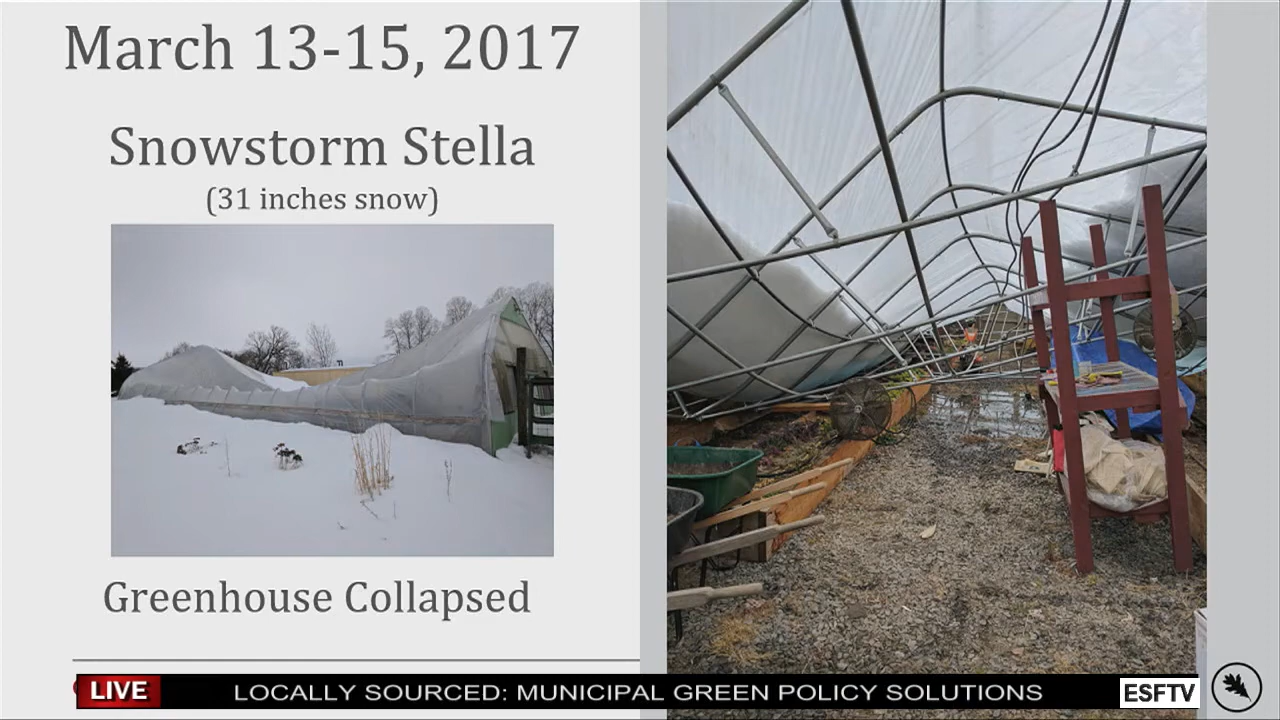 March 13-15, 2017
Snowstorm Stella
(31 inches snow)
Greenhouse Collapsed
LIVE
LOCALLY SOURCED: MUNICIPAL GREEN POLICY SOLUTIONS
ESFTV